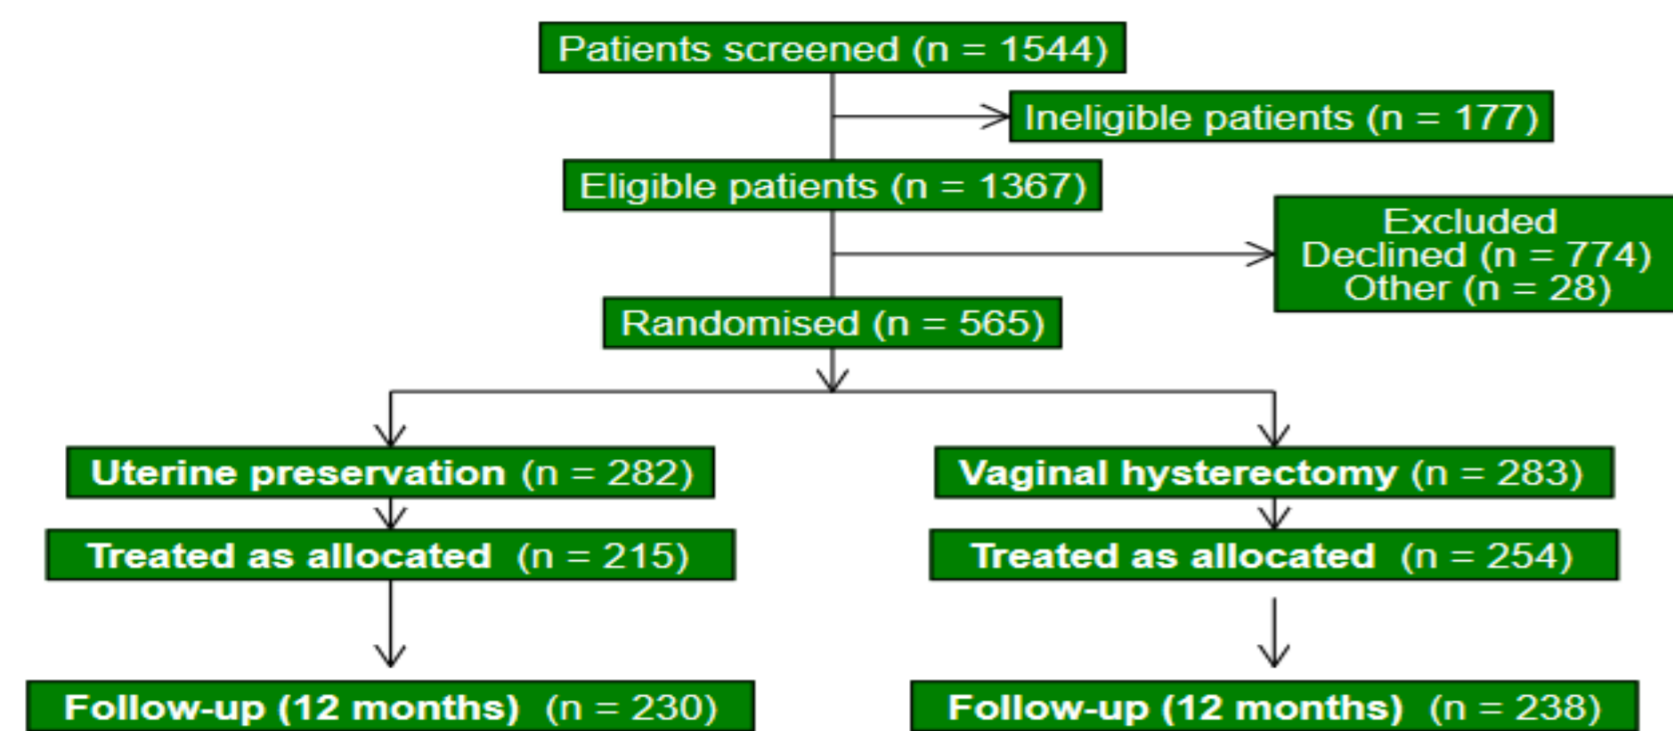 Patients screened (n = 1544)
Ineligible patients (n = 177)
Eligible patients (n = 1367)
Excluded
Declined (n = 774)
Other (n = 28)
Randomised (n = 565)
Uterine preservation (n = 282)
Vaginal hysterectomy (n = 283)
Treated as allocated (n = 215)
Treated as allocated (n = 254)
Follow-up (12 months) (n = 230)
Follow-up (12 months) (n = 238)